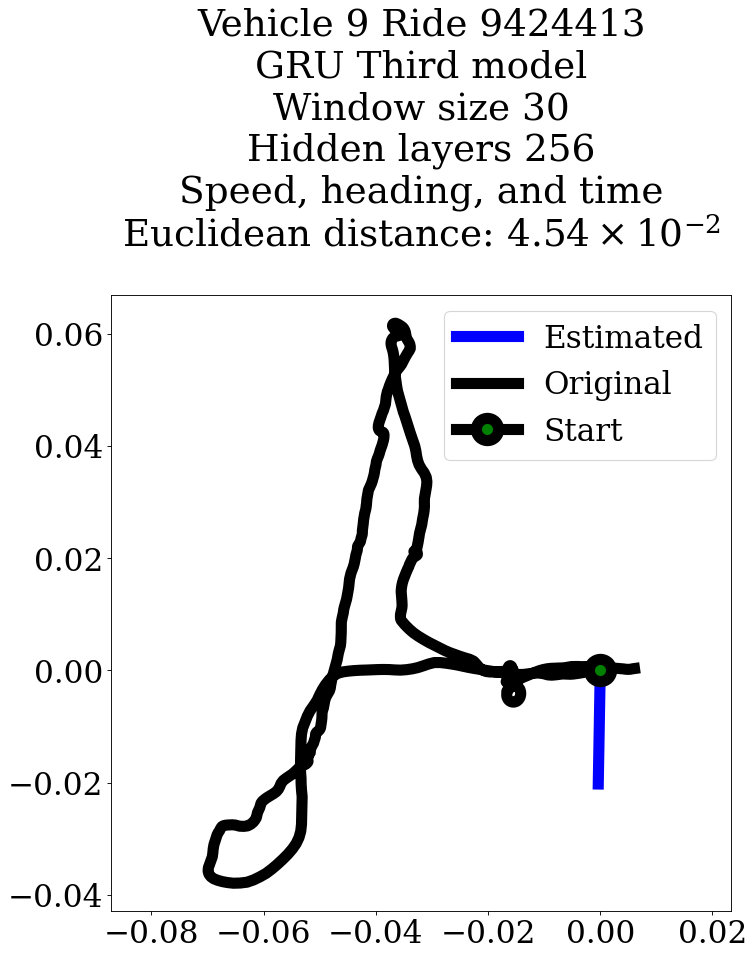 Vehicle 9 Ride 9424413
GRU Third model
Window size 30
Hidden layers 256
Speed, heading, and time
Euclidean distance: 4.54 × 10⁻²
Estimated
Original
Start
0.06
0.04
0.02
0.00
−0.02
−0.04
−0.08 −0.06 −0.04 −0.02 0.00 0.02